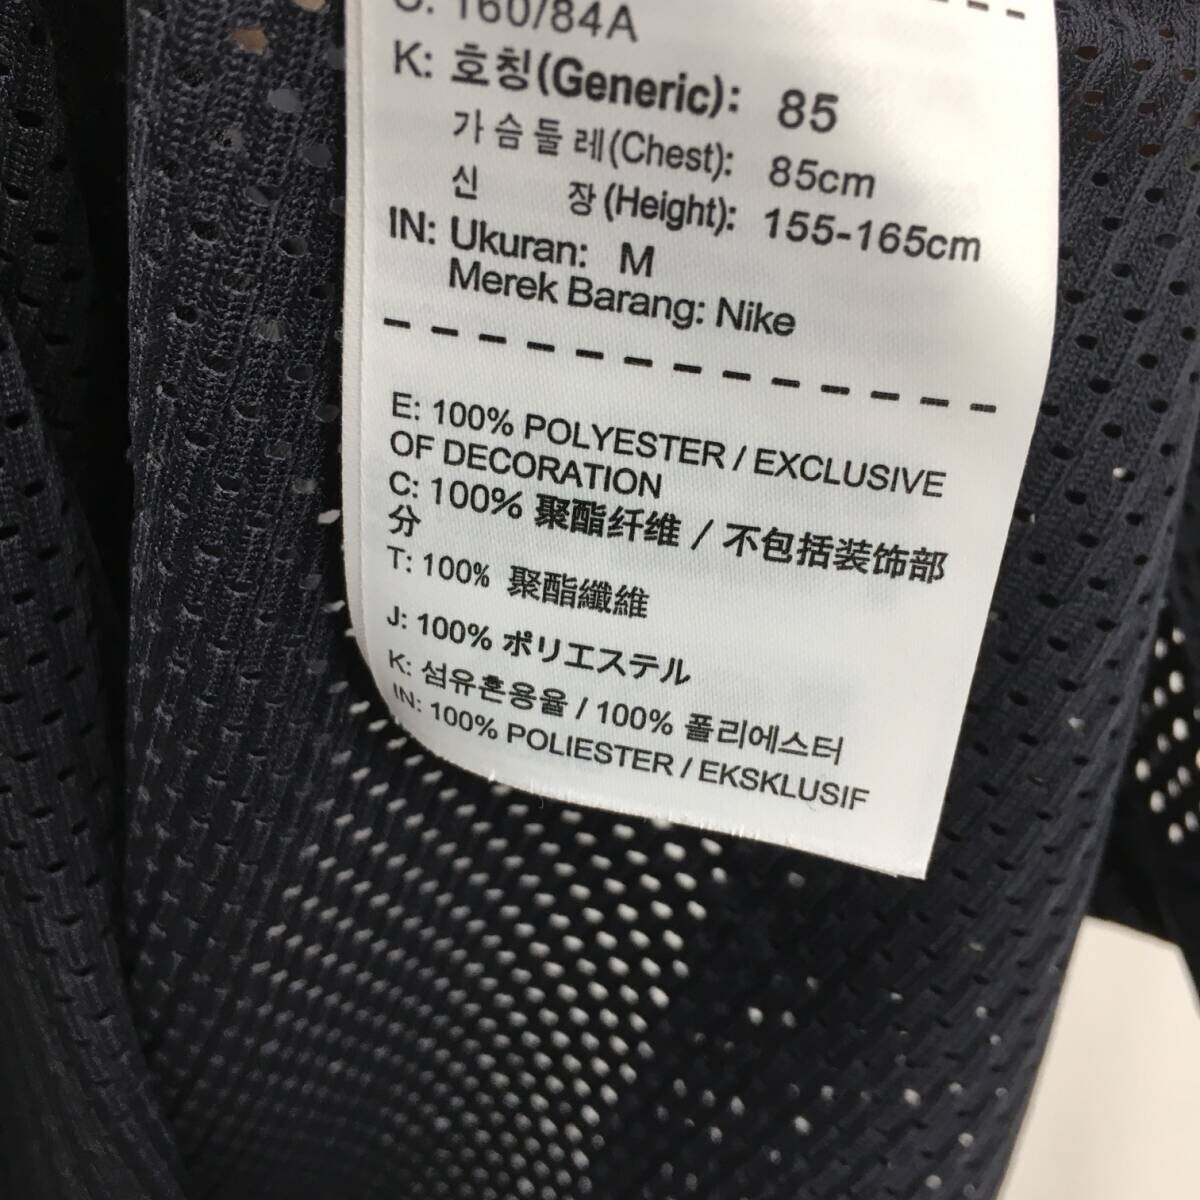 C: 160/84A
K: 호칭(Generic): 85
가슴둘레(Chest): 85cm
신 장(Height): 155-165cm
IN: Ukuran: M
Merek Barang: Nike
E: 100% POLYESTER / EXCLUSIVE
OF DECORATION
C: 100% 聚酯纤维 / 不包括装饰部
分
T: 100% 聚酯纖維
J: 100% ポリエステル
K: 섬유혼용율 / 100% 폴리에스터
IN: 100% POLIESTER / EKSKLUSIF